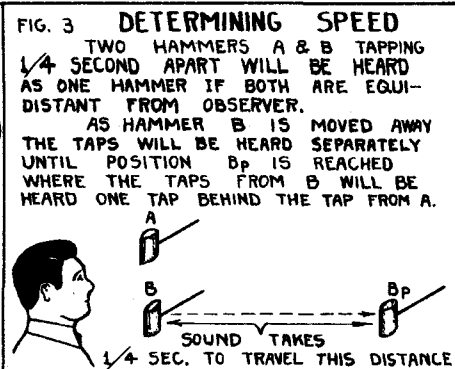 FIG. 3 DETERMINING SPEED
TWO HAMMERS A & B TAPPING
1/4 SECOND APART WILL BE HEARD
AS ONE HAMMER IF BOTH ARE EQUI-
DISTANT FROM OBSERVER.
AS HAMMER B IS MOVED AWAY
THE TAPS WILL BE HEARD SEPARATELY
UNTIL POSITION Bp IS REACHED
WHERE THE TAPS FROM B WILL BE
HEARD ONE TAP BEHIND THE TAP FROM A.
A
B
Bp
SOUND TAKES
1/4 SEC. TO TRAVEL THIS DISTANCE